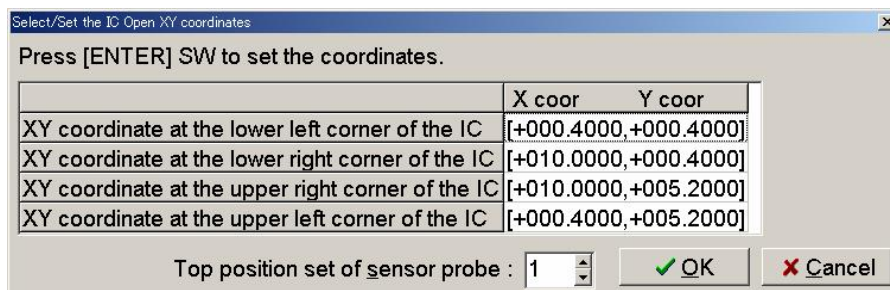 Select/Set the IC Open XY coordinates
Press [ENTER] SW to set the coordinates.
X coor Y coor
XY coordinate at the lower left corner of the IC [+000.4000,+000.4000]
XY coordinate at the lower right corner of the IC [+010.0000,+000.4000]
XY coordinate at the upper right corner of the IC [+010.0000,+005.2000]
XY coordinate at the upper left corner of the IC [+000.4000,+005.2000]
Top position set of sensor probe : 1 OK Cancel